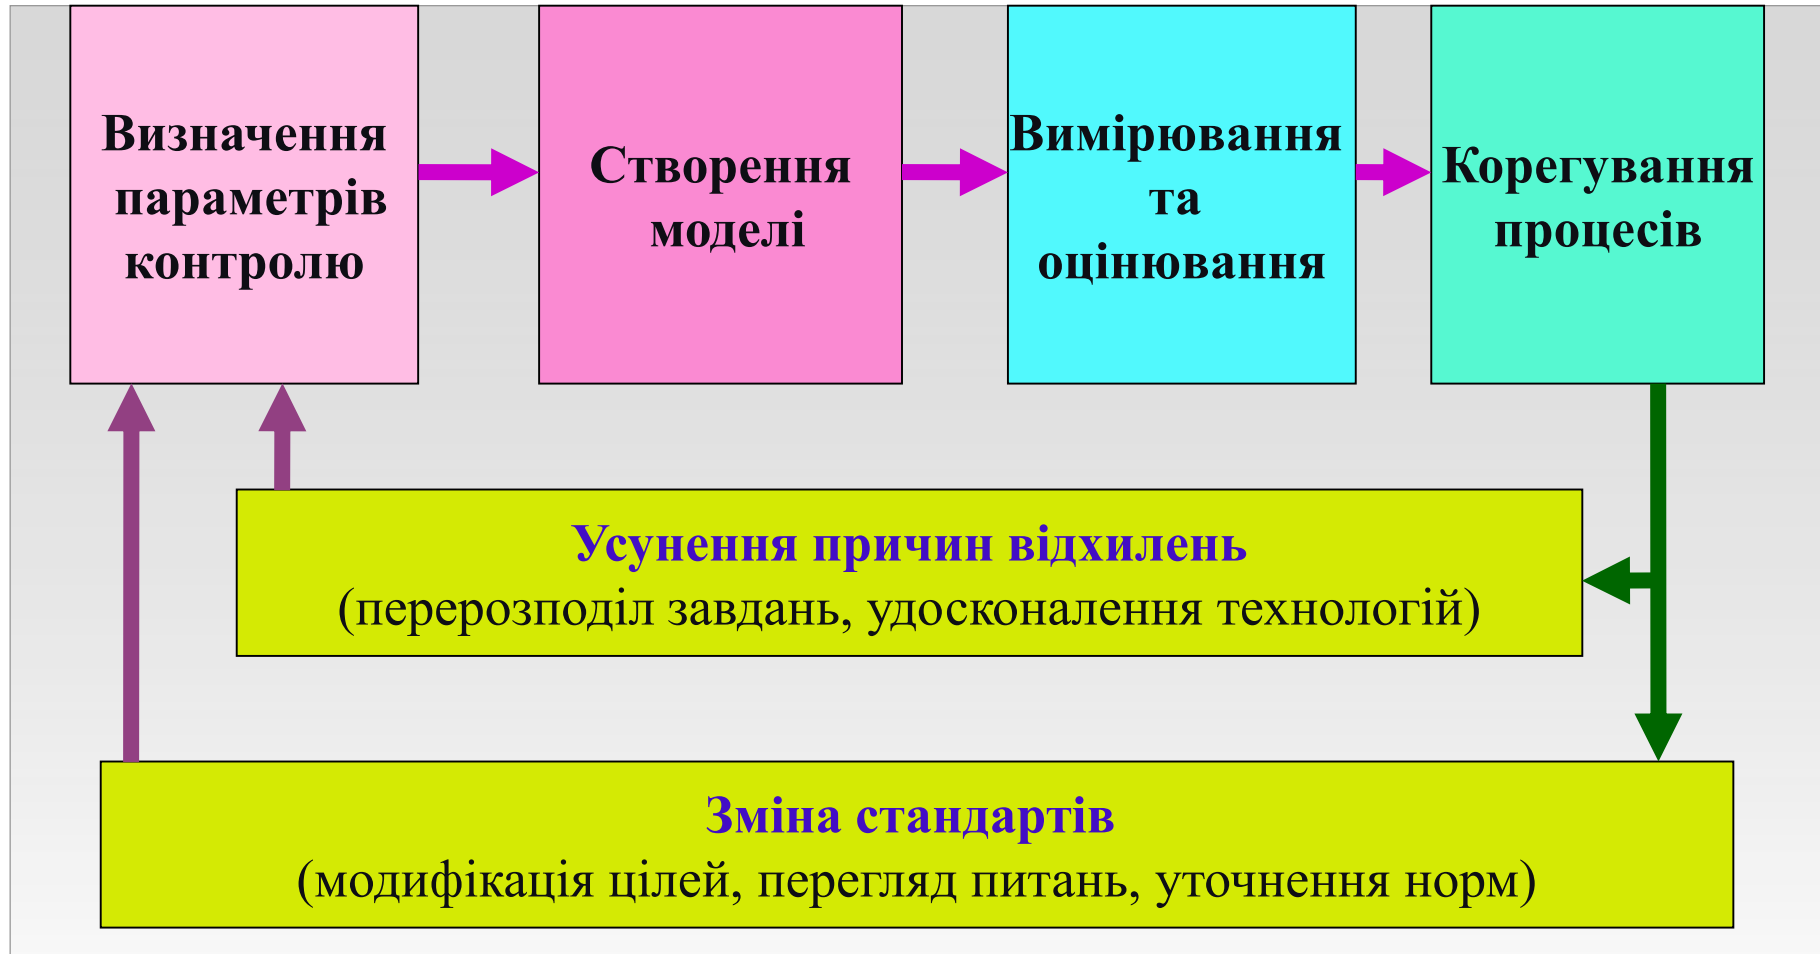 Визначення
параметрів
контролю
Створення
моделі
Вимірювання
та
оцінювання
Корегування
процесів
Усунення причин відхилень
(перерозподіл завдань, удосконалення технологій)
Зміна стандартів
(модифікація цілей, перегляд питань, уточнення норм)